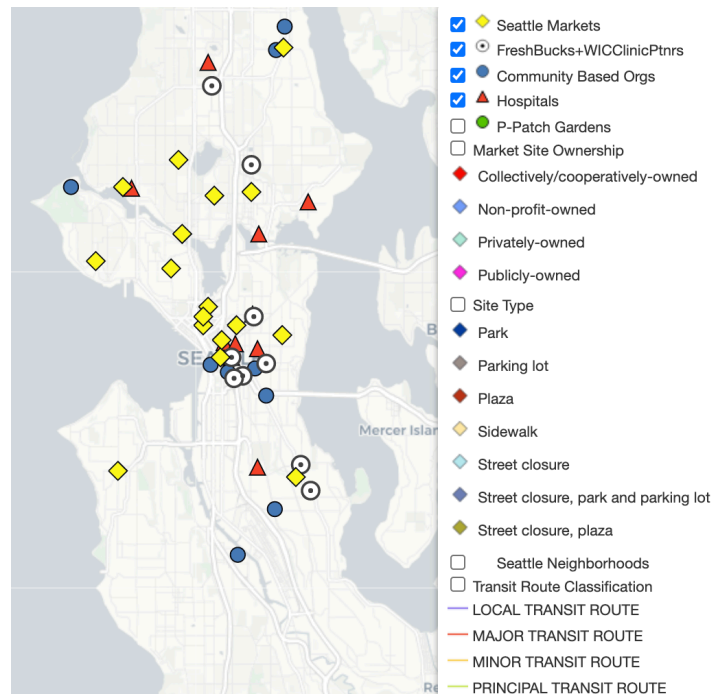 Seattle Markets
FreshBucks+WICClinicPtnrs
Community Based Orgs
Hospitals
P-Patch Gardens
Market Site Ownership
Collectively/cooperatively-owned
Non-profit-owned
Privately-owned
Publicly-owned
Site Type
Park
Parking lot
Plaza
Sidewalk
Street closure
Street closure, park and parking lot
Street closure, plaza
Seattle Neighborhoods
Transit Route Classification
LOCAL TRANSIT ROUTE
MAJOR TRANSIT ROUTE
MINOR TRANSIT ROUTE
PRINCIPAL TRANSIT ROUTE
B
SE
Mercer Islan
Re